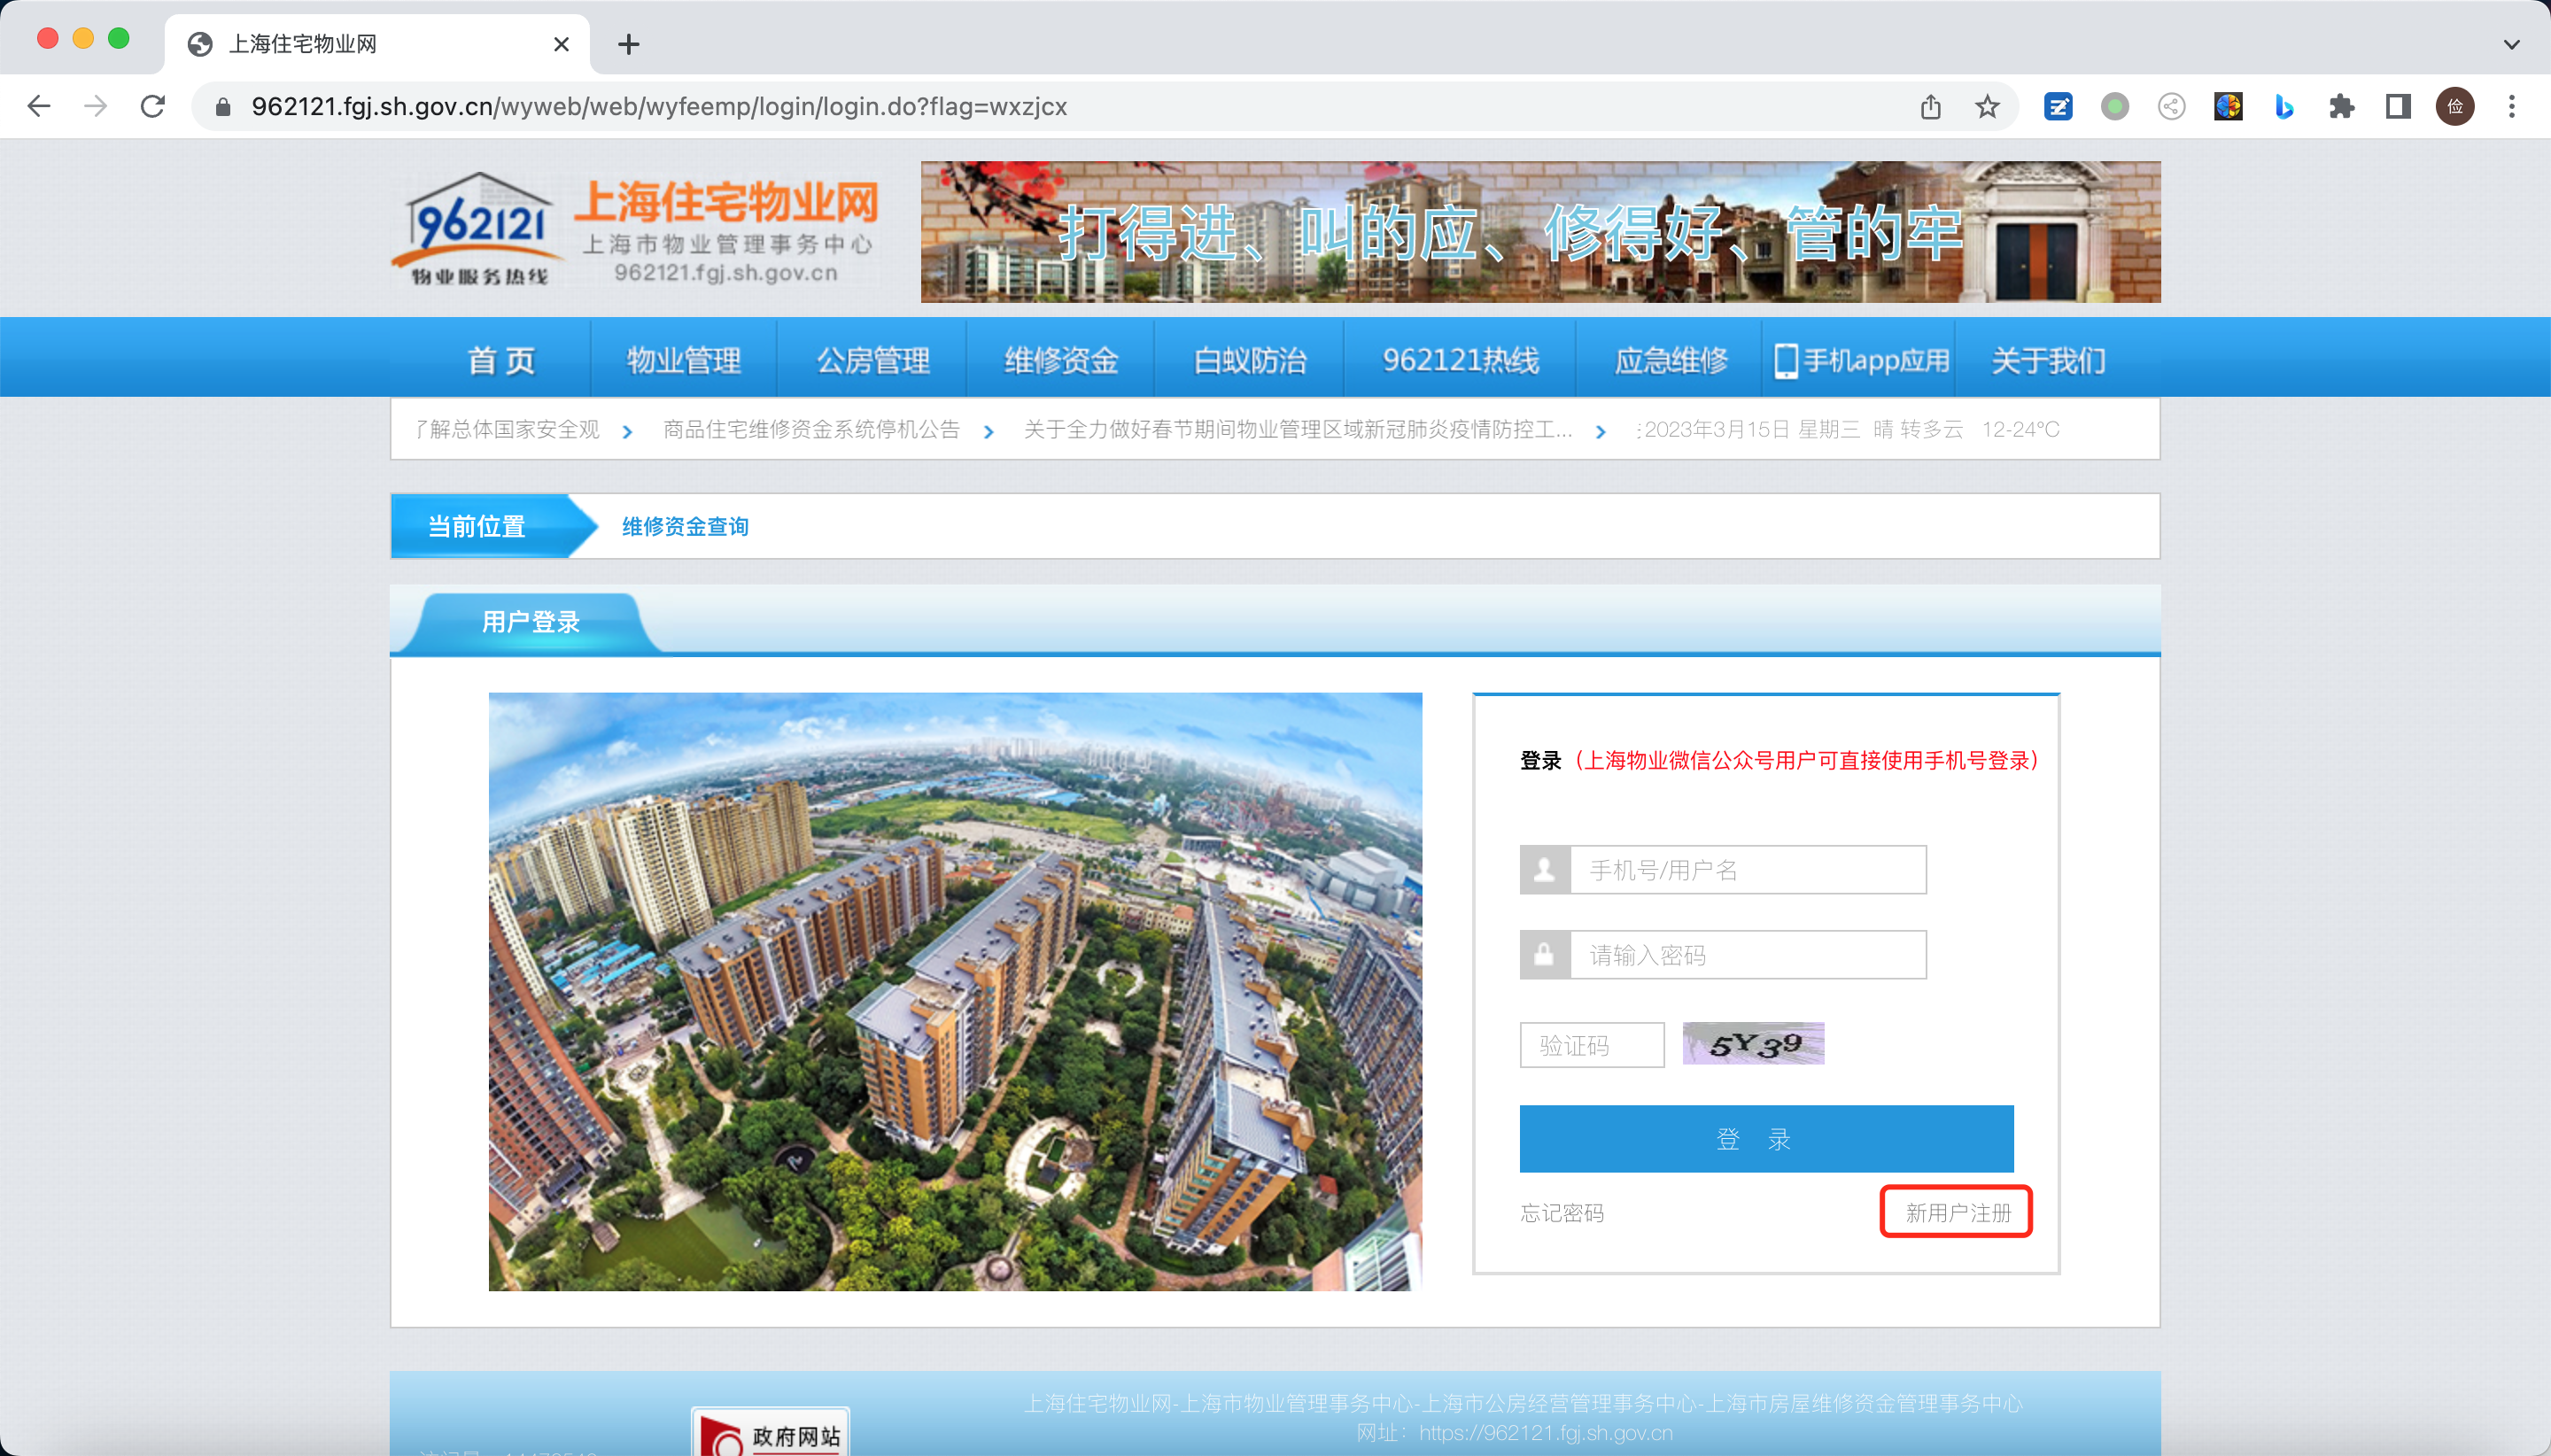 上海住宅物业网
962121.fgj.sh.gov.cn/wyweb/web/wyfeemp/login/login.do?flag=wxzjcx
俭
962121
物业服务热线
上海住宅物业网
上海市物业管理事务中心
962121.fgj.sh.gov.cn
打得进、叫的应、修得好、管的牢
首 页
物业管理
公房管理
维修资金
白蚁防治
962121热线
应急维修
手机app应用
关于我们
了解总体国家安全观
商品住宅维修资金系统停机公告
关于全力做好春节期间物业管理区域新冠肺炎疫情防控工...
2023年3月15日 星期三 晴 转多云 12-24℃
当前位置
维修资金查询
用户登录
登录（上海物业微信公众号用户可直接使用手机号登录）
手机号/用户名
请输入密码
验证码
5Y39
登 录
忘记密码
新用户注册
上海住宅物业网-上海市物业管理事务中心-上海市公房经营管理事务中心-上海市房屋维修资金管理事务中心
政府网站
网址：https://962121.fgj.sh.gov.cn